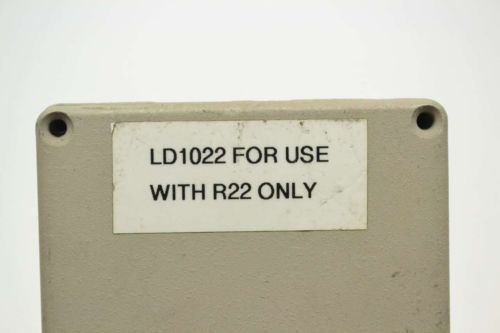 LD1022 FOR USE
WITH R22 ONLY